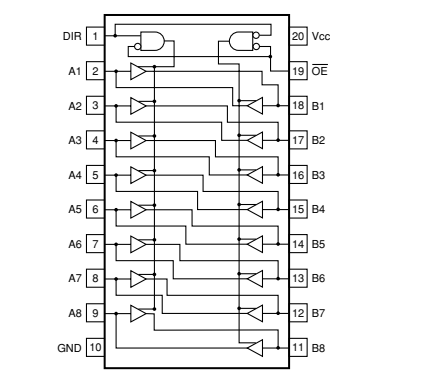 DIR 1 20 Vcc
A1 2 19 OE
A2 3 18 B1
A3 4 17 B2
A4 5 16 B3
A5 6 15 B4
A6 7 14 B5
A7 8 13 B6
A8 9 12 B7
GND 10 11 B8